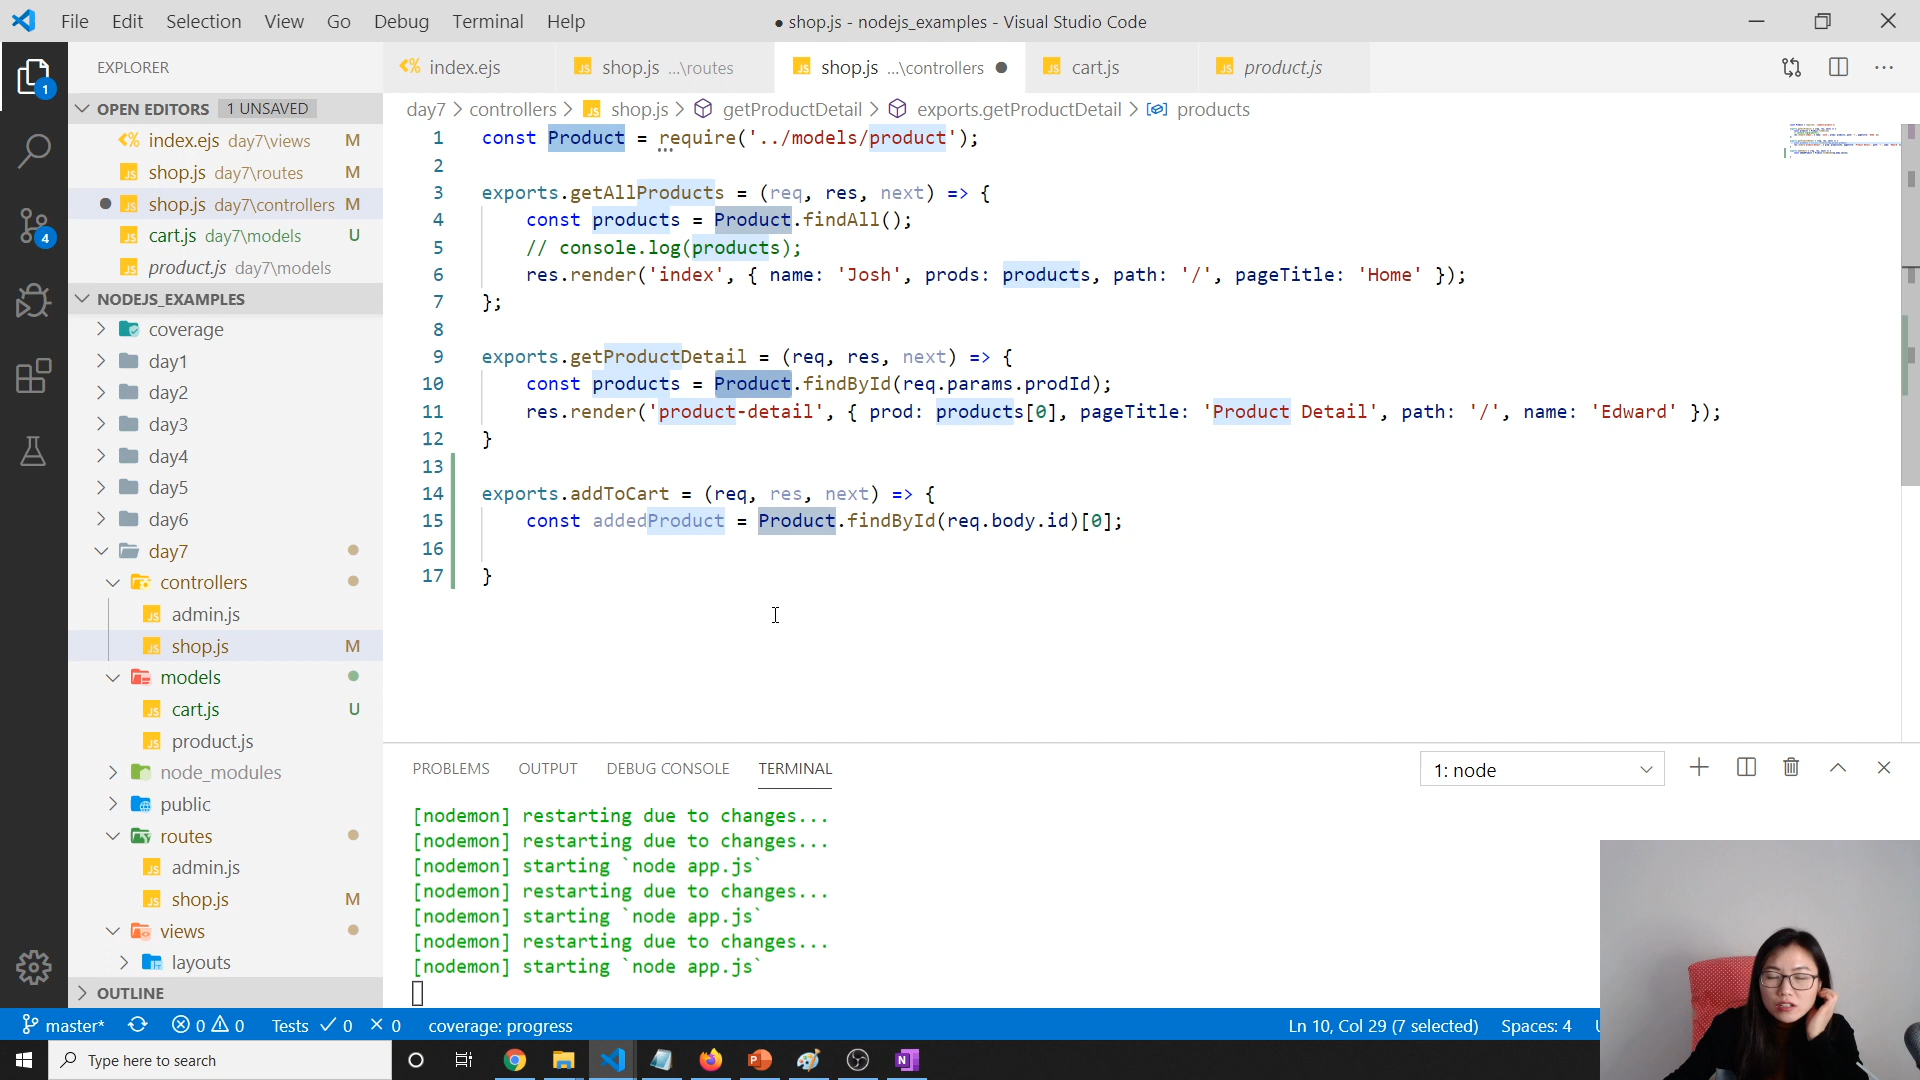 File Edit Selection View Go Debug Terminal Help
● shop.js - nodejs_examples - Visual Studio Code
EXPLORER
index.ejs
shop.js ...\routes
shop.js ...\controllers
cart.js
product.js
OPEN EDITORS 1 UNSAVED
day7 > controllers > shop.js > getProductDetail > exports.getProductDetail > products
index.ejs day7\views M
shop.js day7\routes M
shop.js day7\controllers M
cart.js day7\models U
product.js day7\models
NODEJS_EXAMPLES
coverage
day1
day2
day3
day4
day5
day6
day7
controllers
admin.js
shop.js M
models
cart.js U
product.js
node_modules
public
routes
admin.js
shop.js M
views
layouts
OUTLINE
1 const Product = require('../models/product');
2
3 exports.getAllProducts = (req, res, next) => {
4 const products = Product.findAll();
5 // console.log(products);
6 res.render('index', { name: 'Josh', prods: products, path: '/', pageTitle: 'Home' });
7 };
8
9 exports.getProductDetail = (req, res, next) => {
10 const products = Product.findById(req.params.prodId);
11 res.render('product-detail', { prod: products[0], pageTitle: 'Product Detail', path: '/', name: 'Edward' });
12 }
13
14 exports.addToCart = (req, res, next) => {
15 const addedProduct = Product.findById(req.body.id)[0];
16
17 }
PROBLEMS OUTPUT DEBUG CONSOLE TERMINAL
1: node
[nodemon] restarting due to changes...
[nodemon] restarting due to changes...
[nodemon] starting `node app.js`
[nodemon] restarting due to changes...
[nodemon] starting `node app.js`
[nodemon] restarting due to changes...
[nodemon] starting `node app.js`
1
4
master* 0 0 Tests ✓ 0 × 0 coverage: progress
Ln 10, Col 29 (7 selected) Spaces: 4
Type here to search